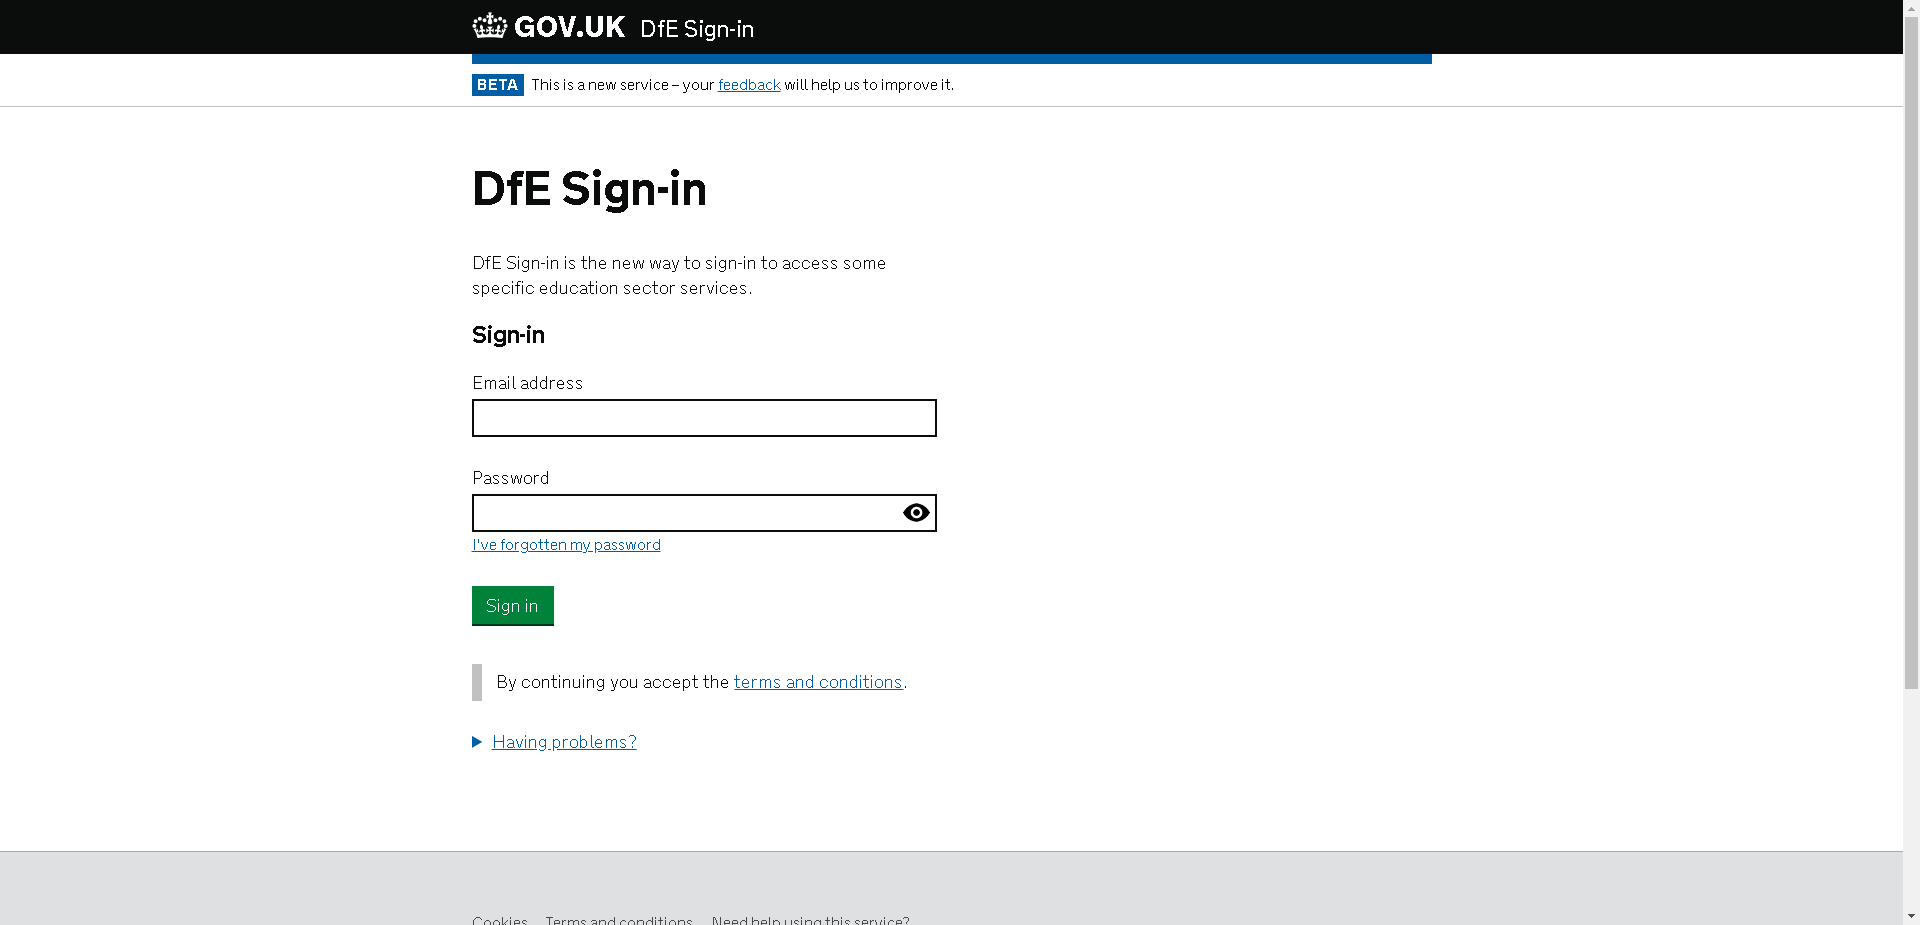 GOV.UK DfE Sign-in
BETA This is a new service – your feedback will help us to improve it.
DfE Sign-in
DfE Sign-in is the new way to sign-in to access some
specific education sector services.
Sign-in
Email address
Password
I've forgotten my password
Sign in
By continuing you accept the terms and conditions.
Having problems?
Cookies Terms and conditions Need help using this service?